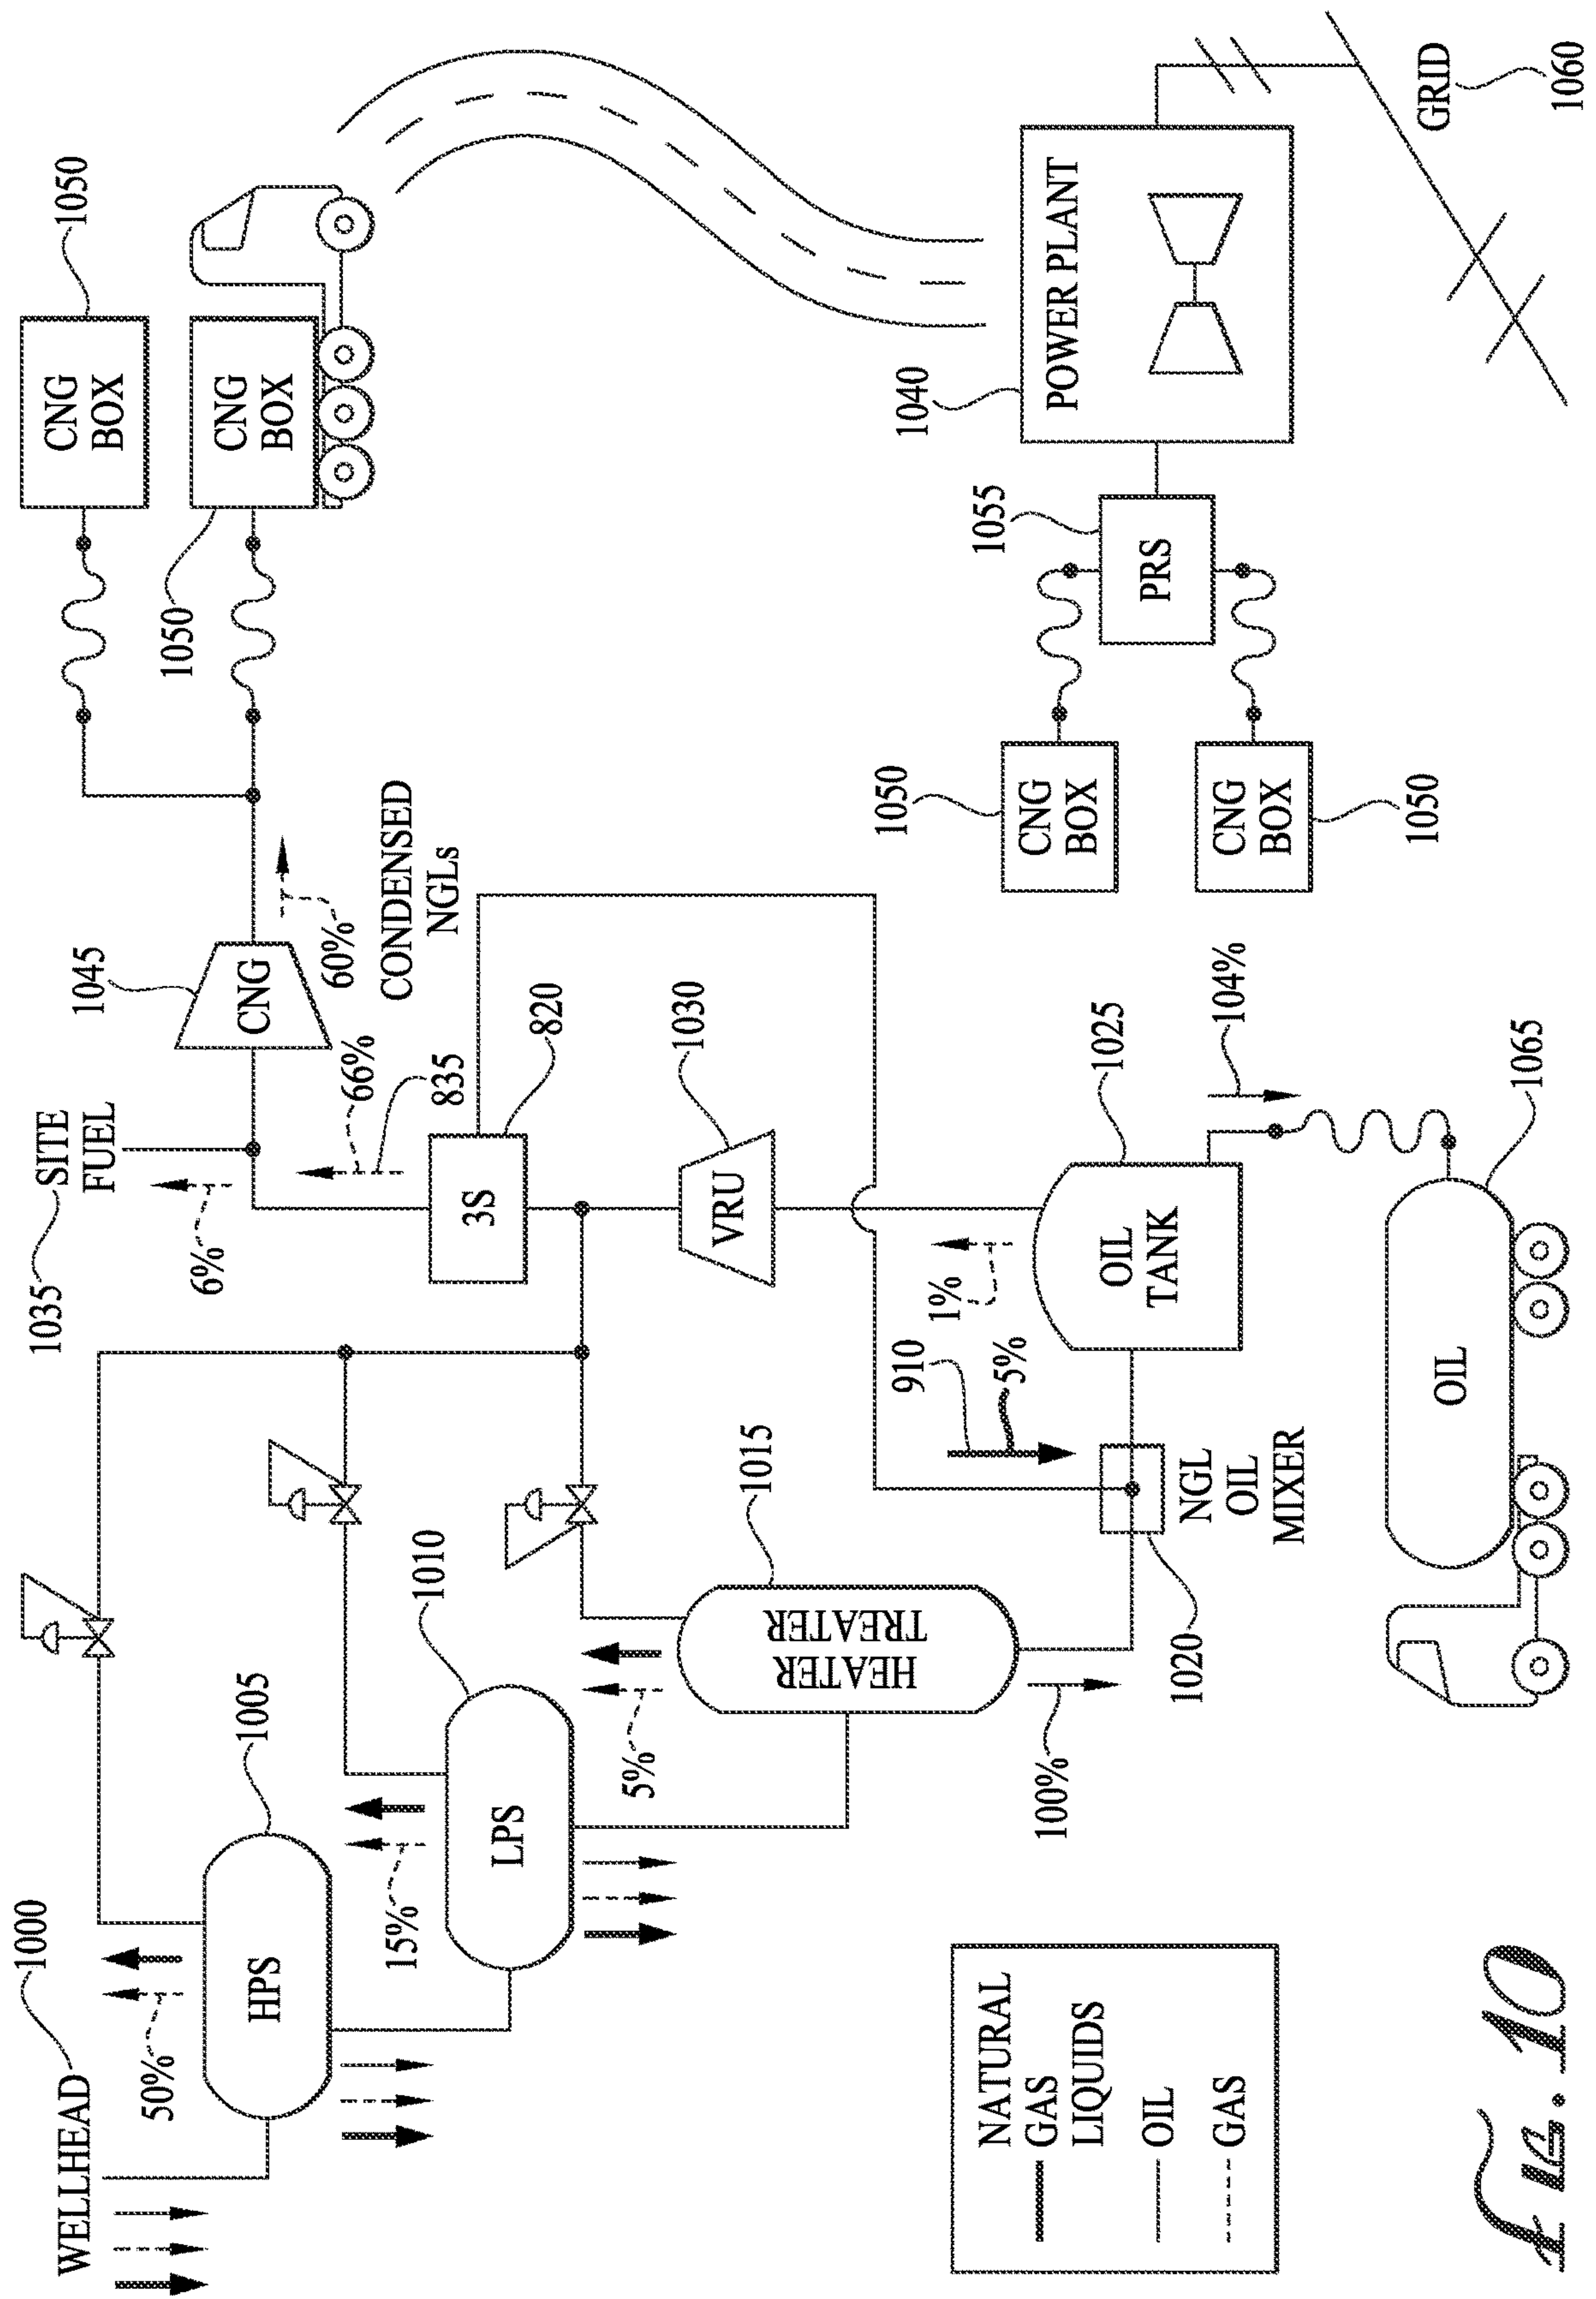 WELLHEAD
1000
50%
HPS
1005
15%
LPS
1010
5%
HEATER
TREATER
1015
100%
1020
NGL
OIL
MIXER
910
5%
1%
OIL
TANK
1025
104%
OIL
1065
VRU
1030
3S
820
835
66%
6%
1035
SITE
FUEL
CNG
1045
60%
CONDENSED
NGLs
CNG
BOX
1050
CNG
BOX
1050
CNG
BOX
1050
CNG
BOX
1050
PRS
1055
POWER PLANT
1040
GRID
1060
NATURAL
GAS
LIQUIDS
OIL
GAS
FIG. 10